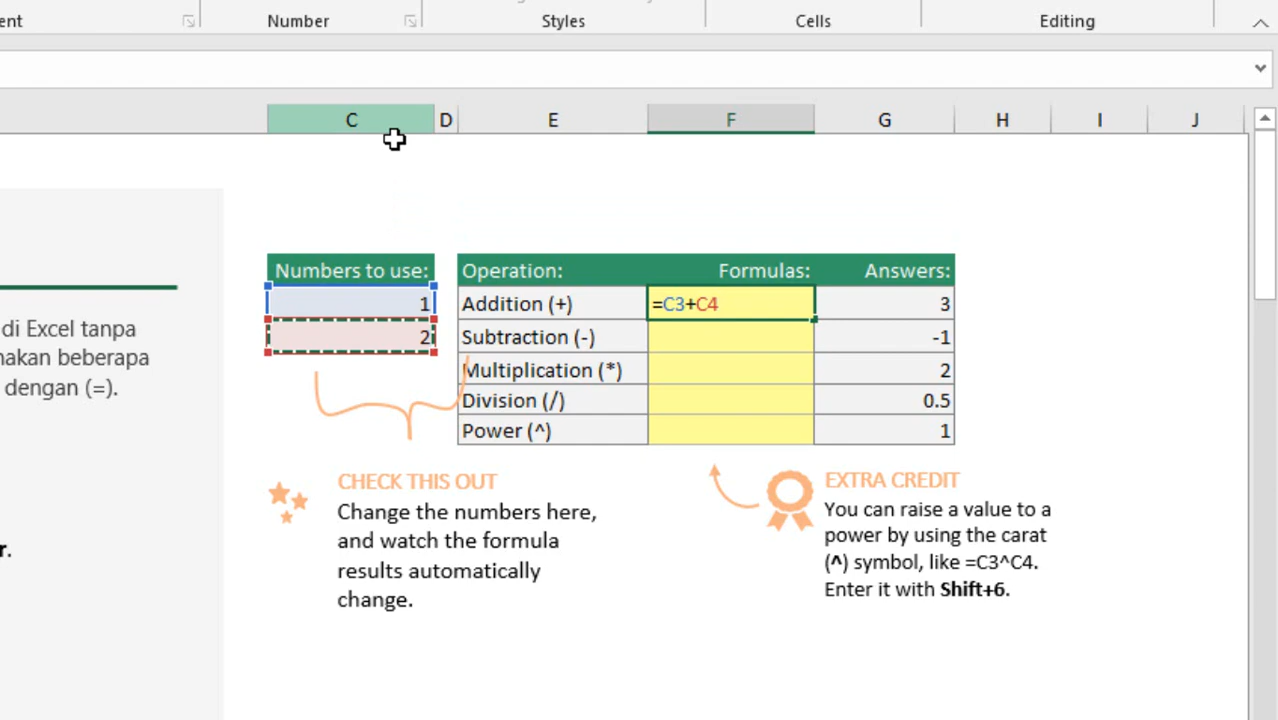 ent
Number
Styles
Cells
Editing
C
D
E
F
G
H
I
J
Numbers to use:
1
2
Operation:
Formulas:
Answers:
Addition (+)
=C3+C4
3
Subtraction (-)
-1
Multiplication (*)
2
Division (/)
0.5
Power (^)
1
di Excel tanpa
nakan beberapa
dengan (=).
r.
CHECK THIS OUT
Change the numbers here,
and watch the formula
results automatically
change.
EXTRA CREDIT
You can raise a value to a
power by using the carat
(^) symbol, like =C3^C4.
Enter it with Shift+6.